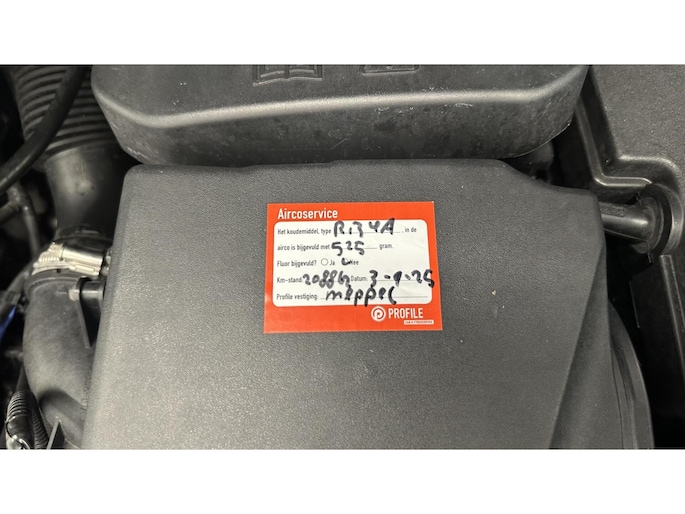 Aircoservice
Het koudemiddel, type R134A in de
airco is bijgevuld met 525 gram.
Fluor bijgevuld? Ja Nee
Km-stand: Datum: 3-9-25
Profile vestiging: meppel
PROFILE